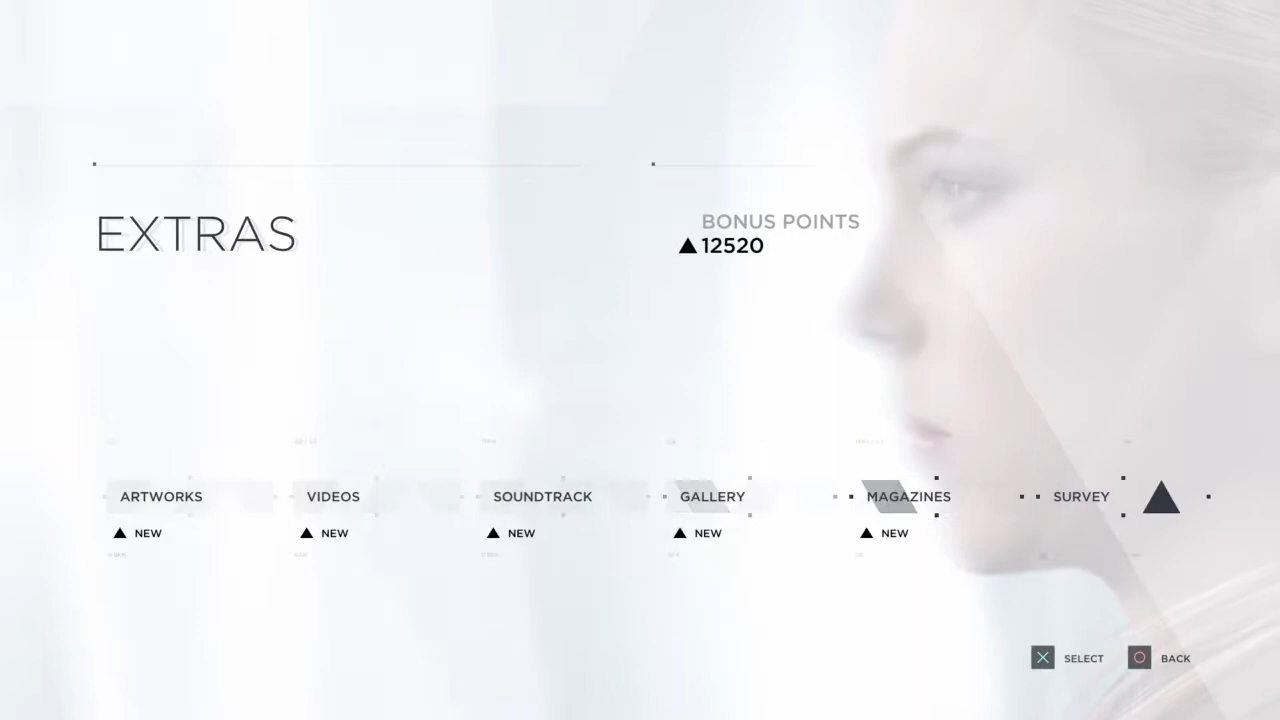 EXTRAS
BONUS POINTS
12520
ARTWORKS
VIDEOS
SOUNDTRACK
GALLERY
MAGAZINES
SURVEY
NEW
NEW
NEW
NEW
NEW
SELECT
BACK